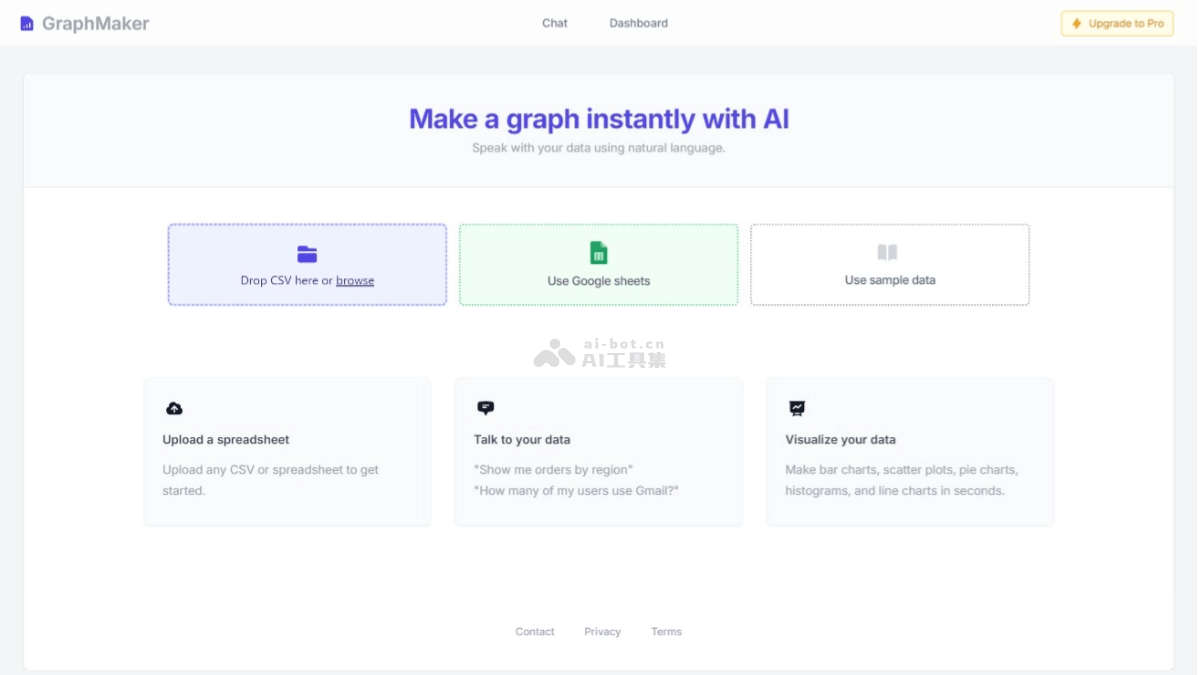 GraphMaker
Chat
Dashboard
Upgrade to Pro
Make a graph instantly with AI
Speak with your data using natural language.
Drop CSV here or browse
Use Google sheets
Use sample data
ai-bot.cn
AI工具集
Upload a spreadsheet
Upload any CSV or spreadsheet to get
started.
Talk to your data
"Show me orders by region"
"How many of my users use Gmail?"
Visualize your data
Make bar charts, scatter plots, pie charts,
histograms, and line charts in seconds.
Contact
Privacy
Terms